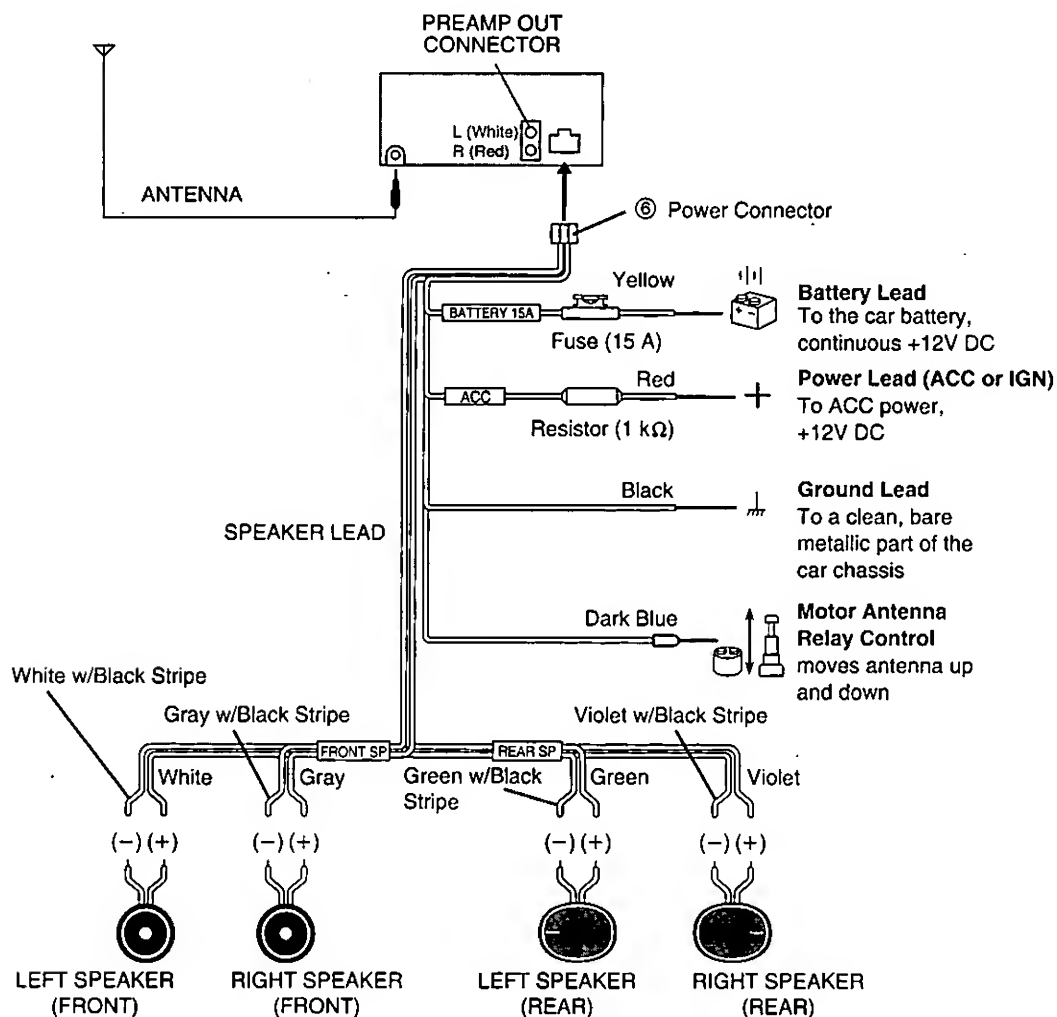 PREAMP OUT
CONNECTOR
L (White)
R (Red)
ANTENNA
⑥ Power Connector
Yellow
BATTERY 15A
Fuse (15 A)
Battery Lead
To the car battery,
continuous +12V DC
Red
ACC
Resistor (1 kΩ)
Power Lead (ACC or IGN)
To ACC power,
+12V DC
Black
Ground Lead
To a clean, bare
metallic part of the
car chassis
SPEAKER LEAD
Dark Blue
Motor Antenna
Relay Control
moves antenna up
and down
White w/Black Stripe
Gray w/Black Stripe
Violet w/Black Stripe
FRONT SP
REAR SP
White
Gray
Green w/Black
Stripe
Green
Violet
(−) (+)
(−) (+)
(−) (+)
(−) (+)
LEFT SPEAKER
(FRONT)
RIGHT SPEAKER
(FRONT)
LEFT SPEAKER
(REAR)
RIGHT SPEAKER
(REAR)